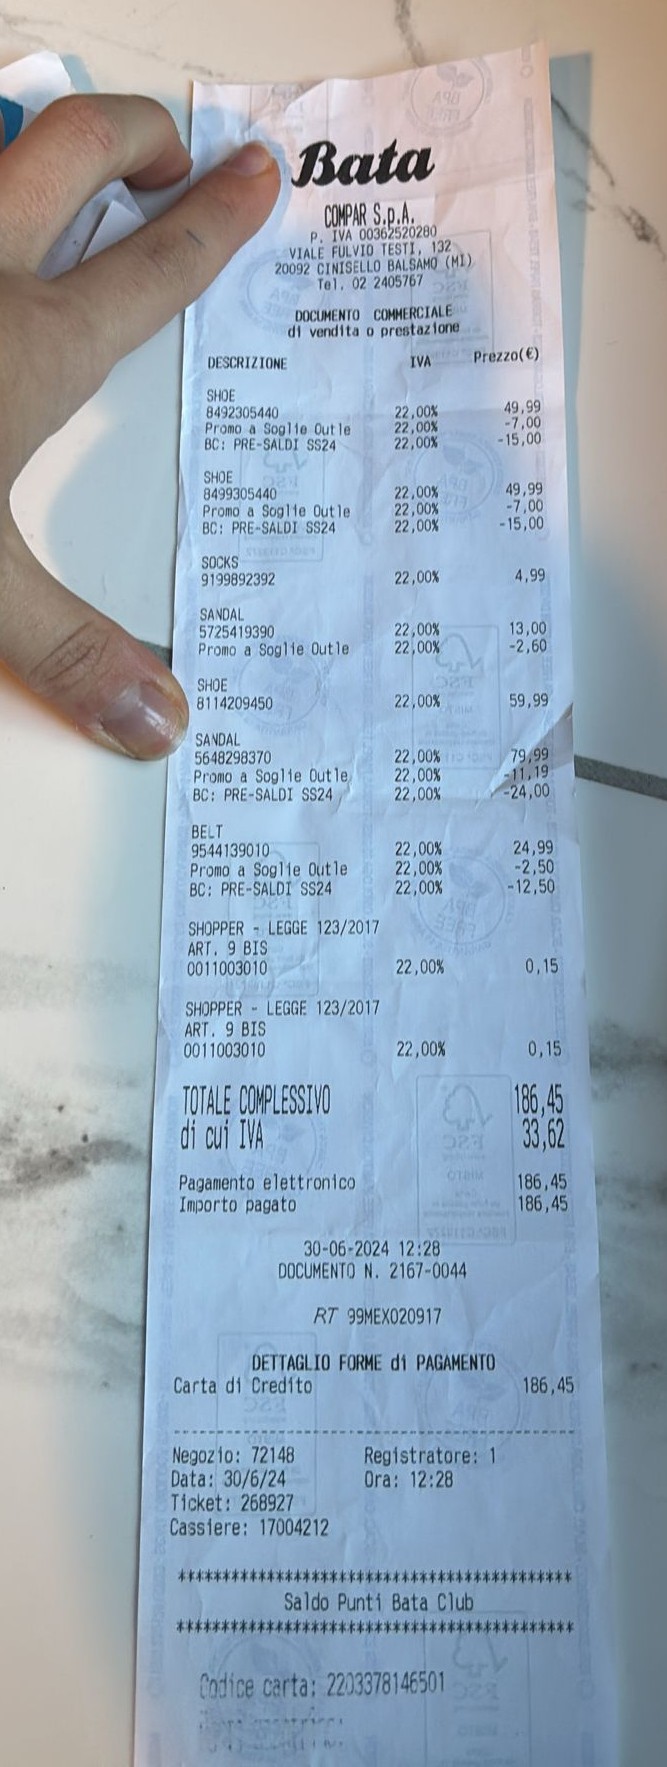 Bata
COMPAR S.p.A.
P. IVA 00362520280
VIALE FULVIO TESTI, 132
20092 CINISELLO BALSAMO (MI)
Tel. 02 2405767
DOCUMENTO COMMERCIALE
di vendita o prestazione
DESCRIZIONE IVA Prezzo(€)
SHOE
8492305440 22,00% 49,99
Promo a Soglie Outle 22,00% -7,00
BC: PRE-SALDI SS24 22,00% -15,00
SHOE
8499305440 22,00% 49,99
Promo a Soglie Outle 22,00% -7,00
BC: PRE-SALDI SS24 22,00% -15,00
SOCKS
9199892392 22,00% 4,99
SANDAL
5725419390 22,00% 13,00
Promo a Soglie Outle 22,00% -2,60
SHOE
8114209450 22,00% 59,99
SANDAL
5648298370 22,00% 79,99
Promo a Soglie Outle 22,00% -11,19
BC: PRE-SALDI SS24 22,00% -24,00
BELT
9544139010 22,00% 24,99
Promo a Soglie Outle 22,00% -2,50
BC: PRE-SALDI SS24 22,00% -12,50
SHOPPER - LEGGE 123/2017
ART. 9 BIS
0011003010 22,00% 0,15
SHOPPER - LEGGE 123/2017
ART. 9 BIS
0011003010 22,00% 0,15
TOTALE COMPLESSIVO 186,45
di cui IVA 33,62
Pagamento elettronico 186,45
Importo pagato 186,45
30-06-2024 12:28
DOCUMENTO N. 2167-0044
RT 99MEX020917
DETTAGLIO FORME di PAGAMENTO
Carta di Credito 186,45
Negozio: 72148 Registratore: 1
Data: 30/6/24 Ora: 12:28
Ticket: 268927
Cassiere: 17004212
******************************************
Saldo Punti Bata Club
******************************************
Codice carta: 2203378146501